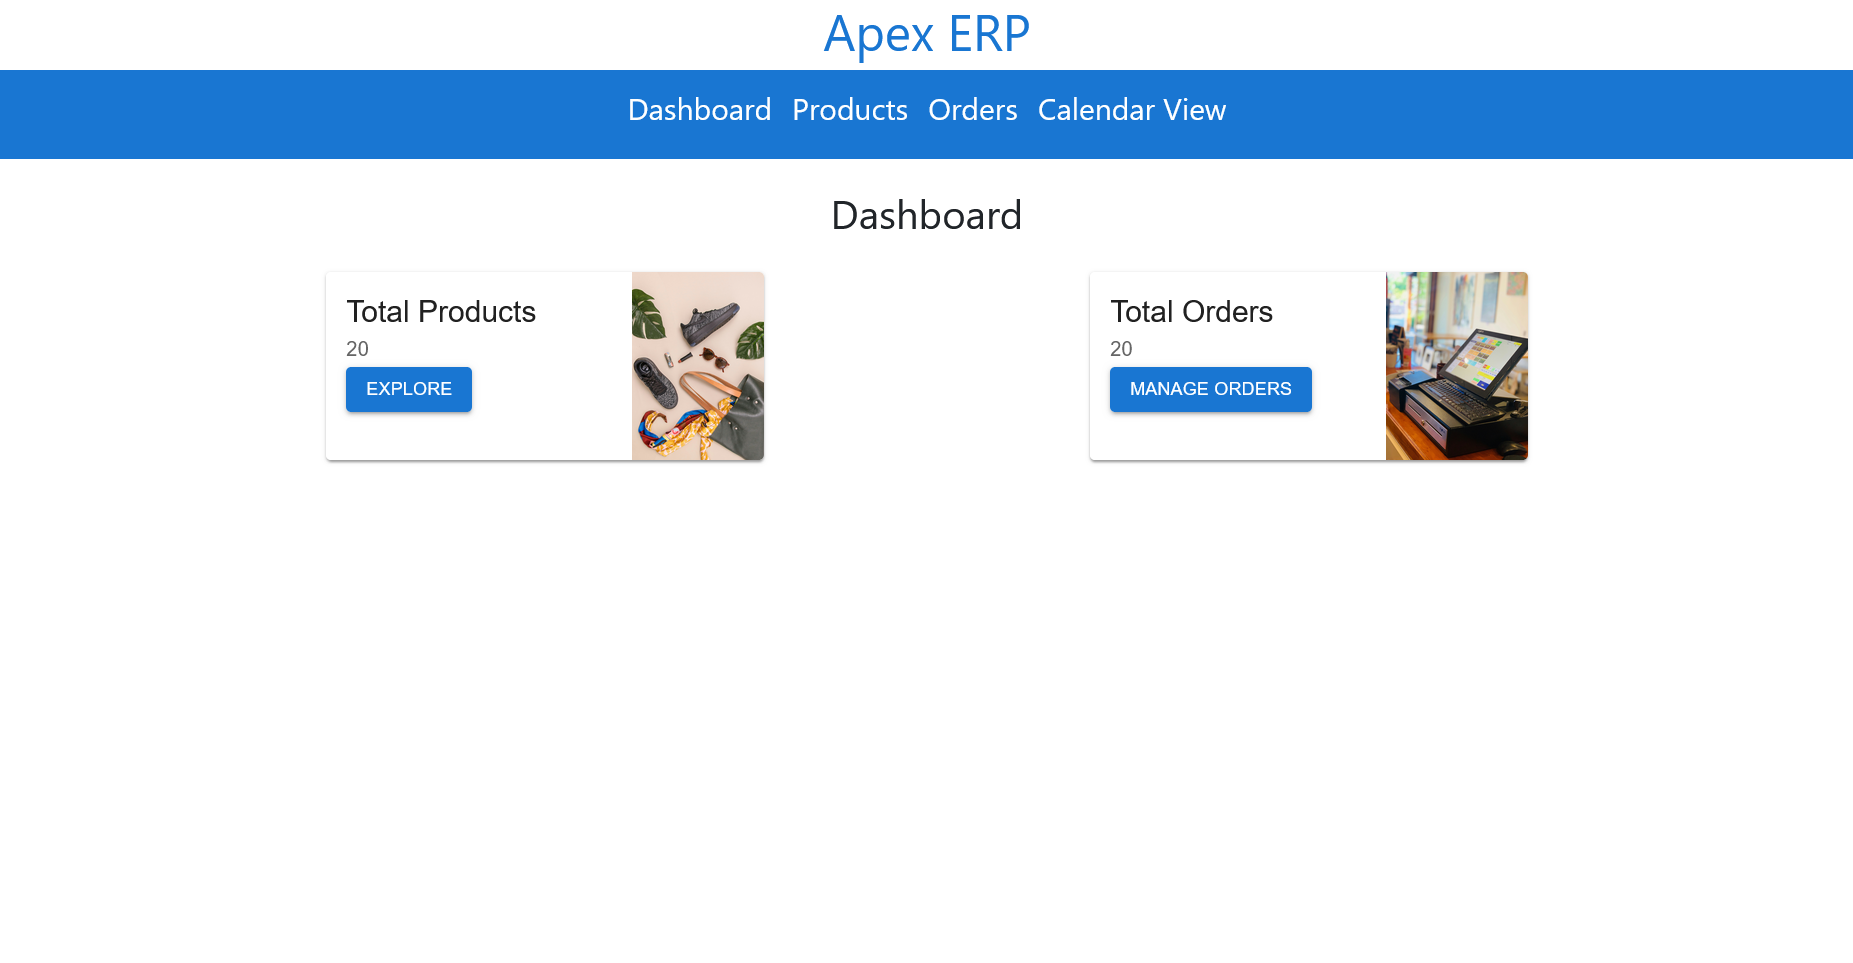 Apex ERP
Dashboard Products Orders Calendar View
Dashboard
Total Products
20
EXPLORE
Total Orders
20
MANAGE ORDERS